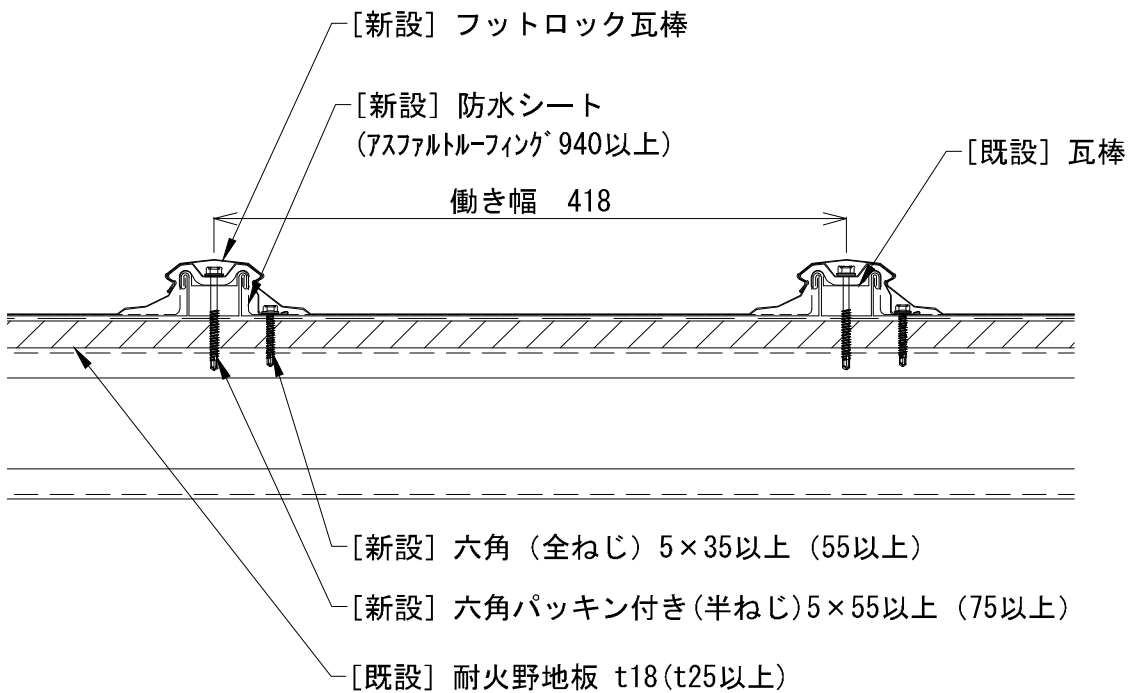 [新設] フットロック瓦棒
[新設] 防水シート
(ｱｽﾌｧﾙﾄﾙｰﾌｨﾝｸﾞ940以上)
[既設] 瓦棒
働き幅　418
[新設] 六角（全ねじ）5×35以上（55以上）
[新設] 六角パッキン付き(半ねじ)5×55以上（75以上）
[既設] 耐火野地板 t18(t25以上)